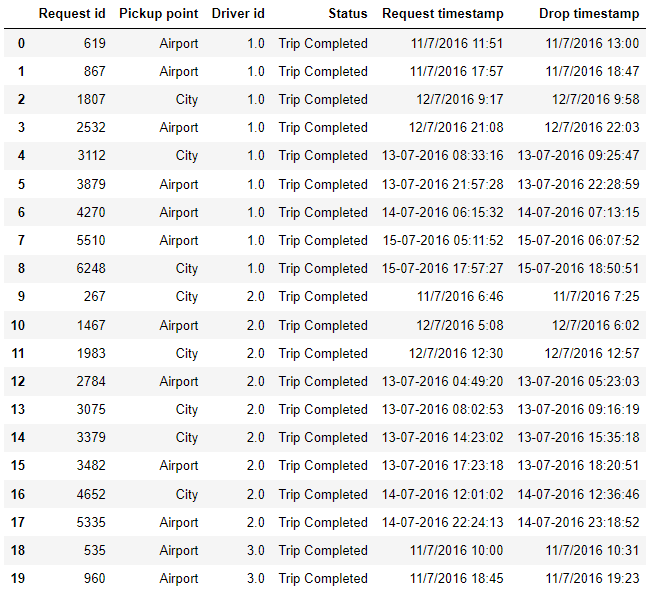 Request id Pickup point Driver id Status Request timestamp Drop timestamp
0 619 Airport 1.0 Trip Completed 11/7/2016 11:51 11/7/2016 13:00
1 867 Airport 1.0 Trip Completed 11/7/2016 17:57 11/7/2016 18:47
2 1807 City 1.0 Trip Completed 12/7/2016 9:17 12/7/2016 9:58
3 2532 Airport 1.0 Trip Completed 12/7/2016 21:08 12/7/2016 22:03
4 3112 City 1.0 Trip Completed 13-07-2016 08:33:16 13-07-2016 09:25:47
5 3879 Airport 1.0 Trip Completed 13-07-2016 21:57:28 13-07-2016 22:28:59
6 4270 Airport 1.0 Trip Completed 14-07-2016 06:15:32 14-07-2016 07:13:15
7 5510 Airport 1.0 Trip Completed 15-07-2016 05:11:52 15-07-2016 06:07:52
8 6248 City 1.0 Trip Completed 15-07-2016 17:57:27 15-07-2016 18:50:51
9 267 City 2.0 Trip Completed 11/7/2016 6:46 11/7/2016 7:25
10 1467 Airport 2.0 Trip Completed 12/7/2016 5:08 12/7/2016 6:02
11 1983 City 2.0 Trip Completed 12/7/2016 12:30 12/7/2016 12:57
12 2784 Airport 2.0 Trip Completed 13-07-2016 04:49:20 13-07-2016 05:23:03
13 3075 City 2.0 Trip Completed 13-07-2016 08:02:53 13-07-2016 09:16:19
14 3379 City 2.0 Trip Completed 13-07-2016 14:23:02 13-07-2016 15:35:18
15 3482 Airport 2.0 Trip Completed 13-07-2016 17:23:18 13-07-2016 18:20:51
16 4652 City 2.0 Trip Completed 14-07-2016 12:01:02 14-07-2016 12:36:46
17 5335 Airport 2.0 Trip Completed 14-07-2016 22:24:13 14-07-2016 23:18:52
18 535 Airport 3.0 Trip Completed 11/7/2016 10:00 11/7/2016 10:31
19 960 Airport 3.0 Trip Completed 11/7/2016 18:45 11/7/2016 19:23